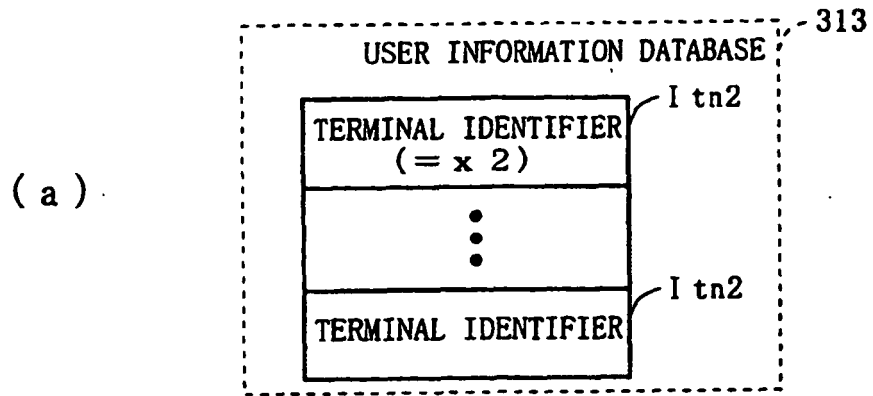 313
USER INFORMATION DATABASE
I tn2
TERMINAL IDENTIFIER
(= x 2)
(a)
I tn2
TERMINAL IDENTIFIER